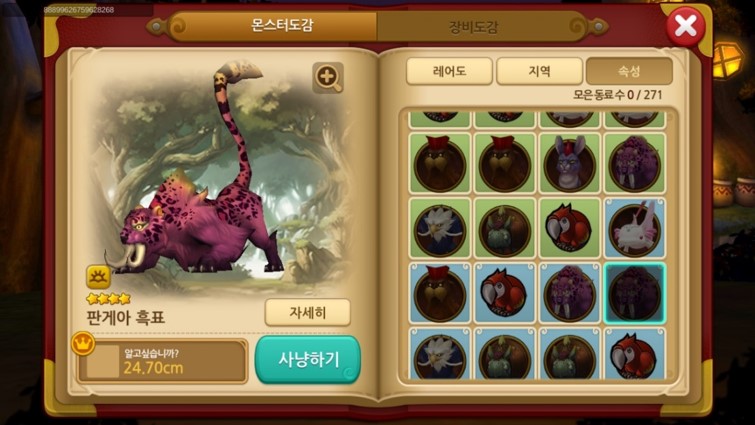 88899626759628268
몬스터도감
장비도감
레어도
지역
속성
모은동료수 0 / 271
판게아 흑표
자세히
알고싶습니까?
24.70cm
사냥하기